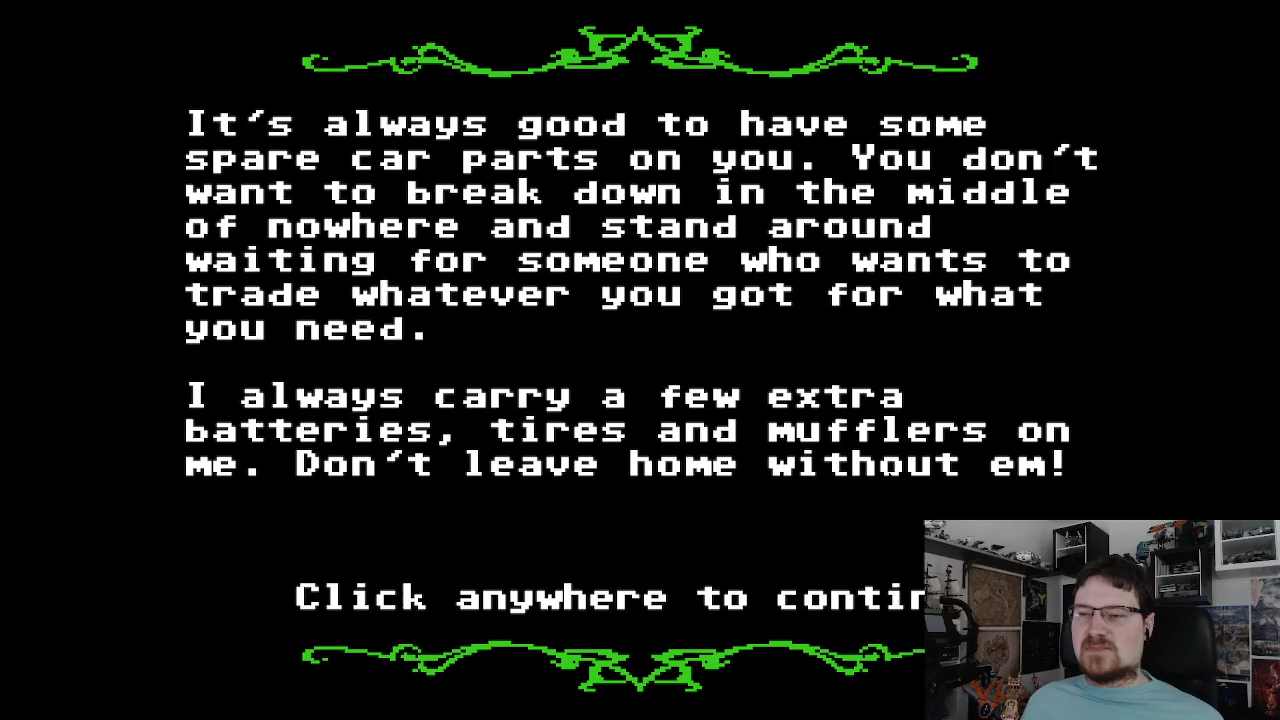 It's always good to have some
spare car parts on you. You don't
want to break down in the middle
of nowhere and stand around
waiting for someone who wants to
trade whatever you got for what
you need.
I always carry a few extra
batteries, tires and mufflers on
me. Don't leave home without em!
Click anywhere to contin